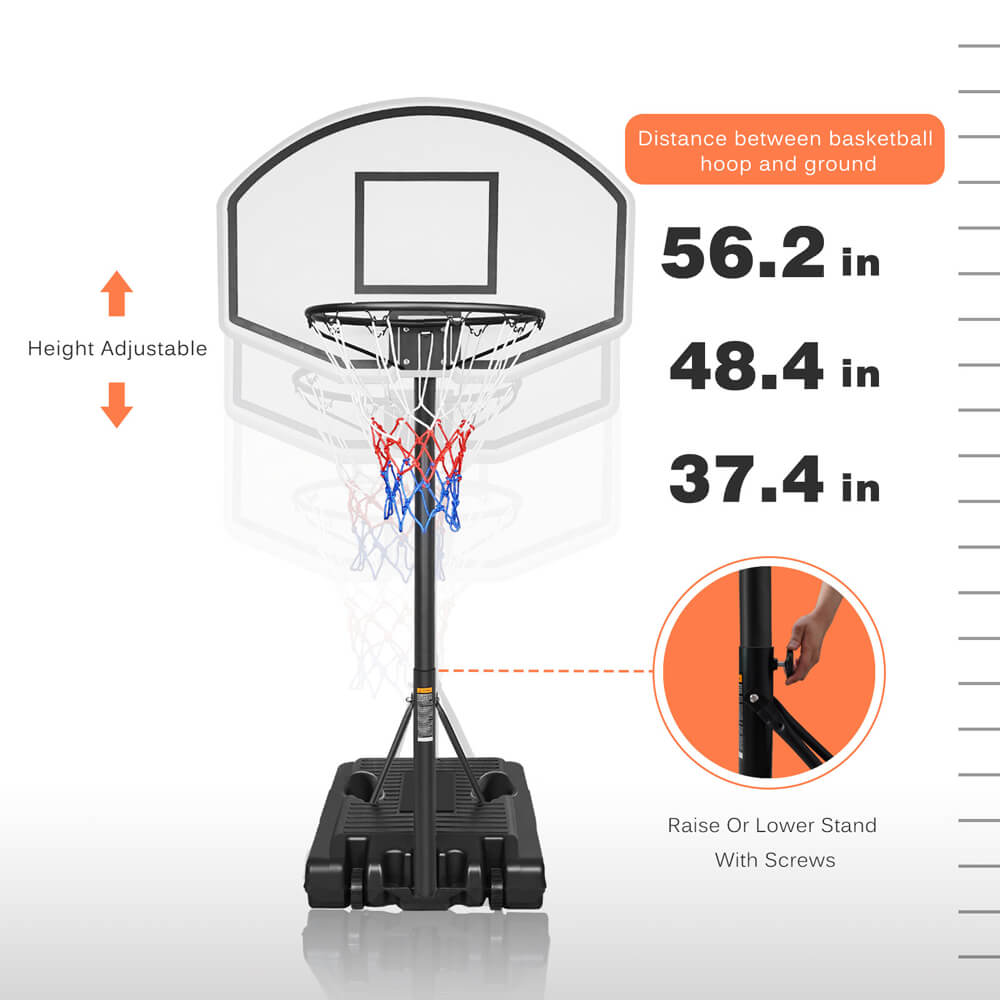 Distance between basketball
hoop and ground
56.2 in
Height Adjustable
48.4 in
37.4 in
Raise Or Lower Stand
With Screws